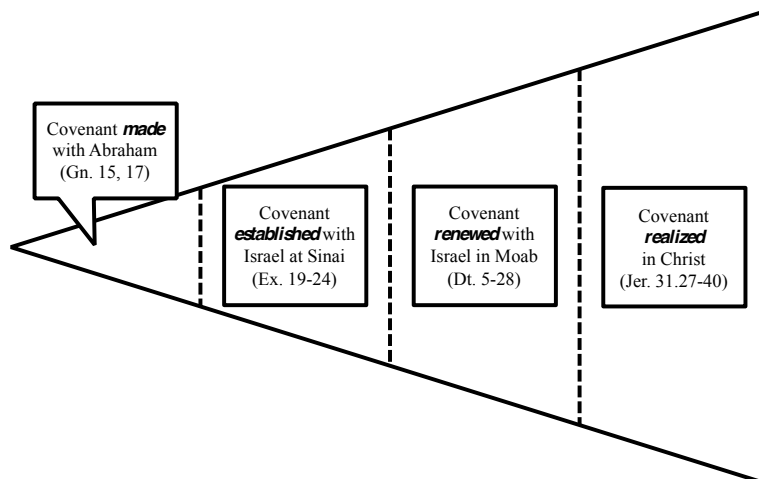 Covenant made
with Abraham
(Gn. 15, 17)
Covenant
established with
Israel at Sinai
(Ex. 19-24)
Covenant
renewed with
Israel in Moab
(Dt. 5-28)
Covenant
realized
in Christ
(Jer. 31.27-40)